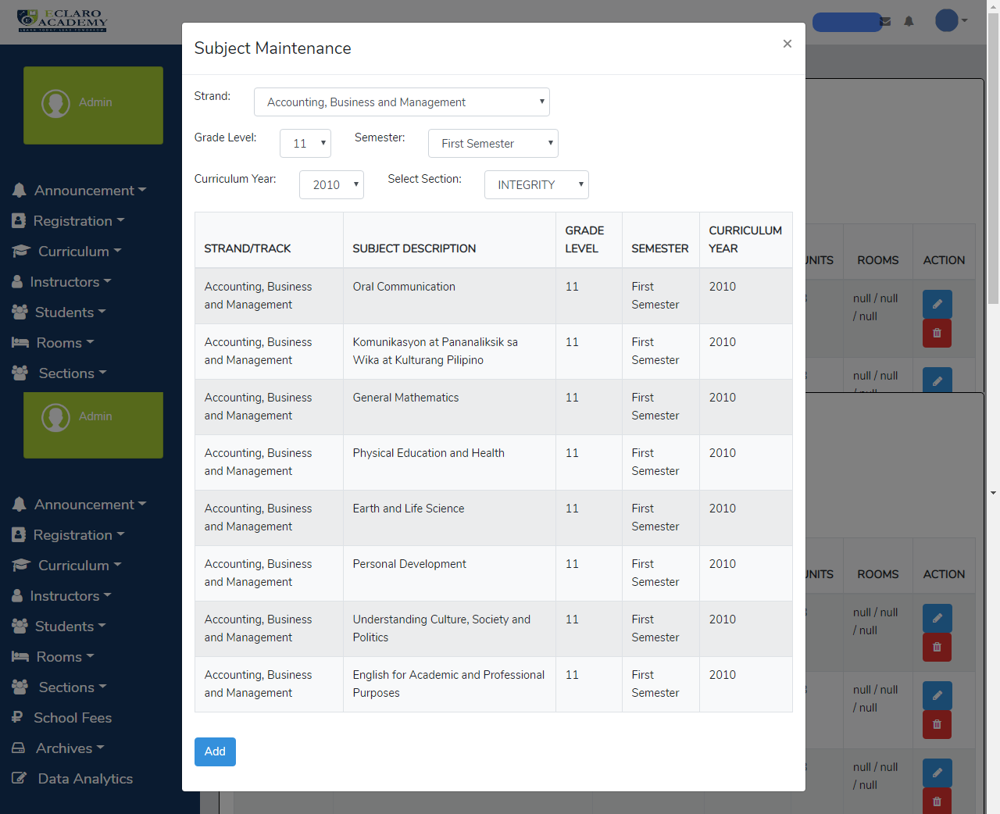 ECLARO
ACADEMY
LEARN TODAY LEAD TOMORROW
Admin
Announcement
Registration
Curriculum
Instructors
Students
Rooms
Sections
Admin
Announcement
Registration
Curriculum
Instructors
Students
Rooms
Sections
School Fees
Archives
Data Analytics
Subject Maintenance
×
Strand: Accounting, Business and Management
Grade Level: 11 Semester: First Semester
Curriculum Year: 2010 Select Section: INTEGRITY
STRAND/TRACK SUBJECT DESCRIPTION GRADE LEVEL SEMESTER CURRICULUM YEAR
Accounting, Business and Management Oral Communication 11 First Semester 2010
Accounting, Business and Management Komunikasyon at Pananaliksik sa Wika at Kulturang Pilipino 11 First Semester 2010
Accounting, Business and Management General Mathematics 11 First Semester 2010
Accounting, Business and Management Physical Education and Health 11 First Semester 2010
Accounting, Business and Management Earth and Life Science 11 First Semester 2010
Accounting, Business and Management Personal Development 11 First Semester 2010
Accounting, Business and Management Understanding Culture, Society and Politics 11 First Semester 2010
Accounting, Business and Management English for Academic and Professional Purposes 11 First Semester 2010
Add
ROOMS ACTION
null / null
/ null
null / null
/ null
ROOMS ACTION
null / null
/ null
null / null
/ null
null / null
/ null